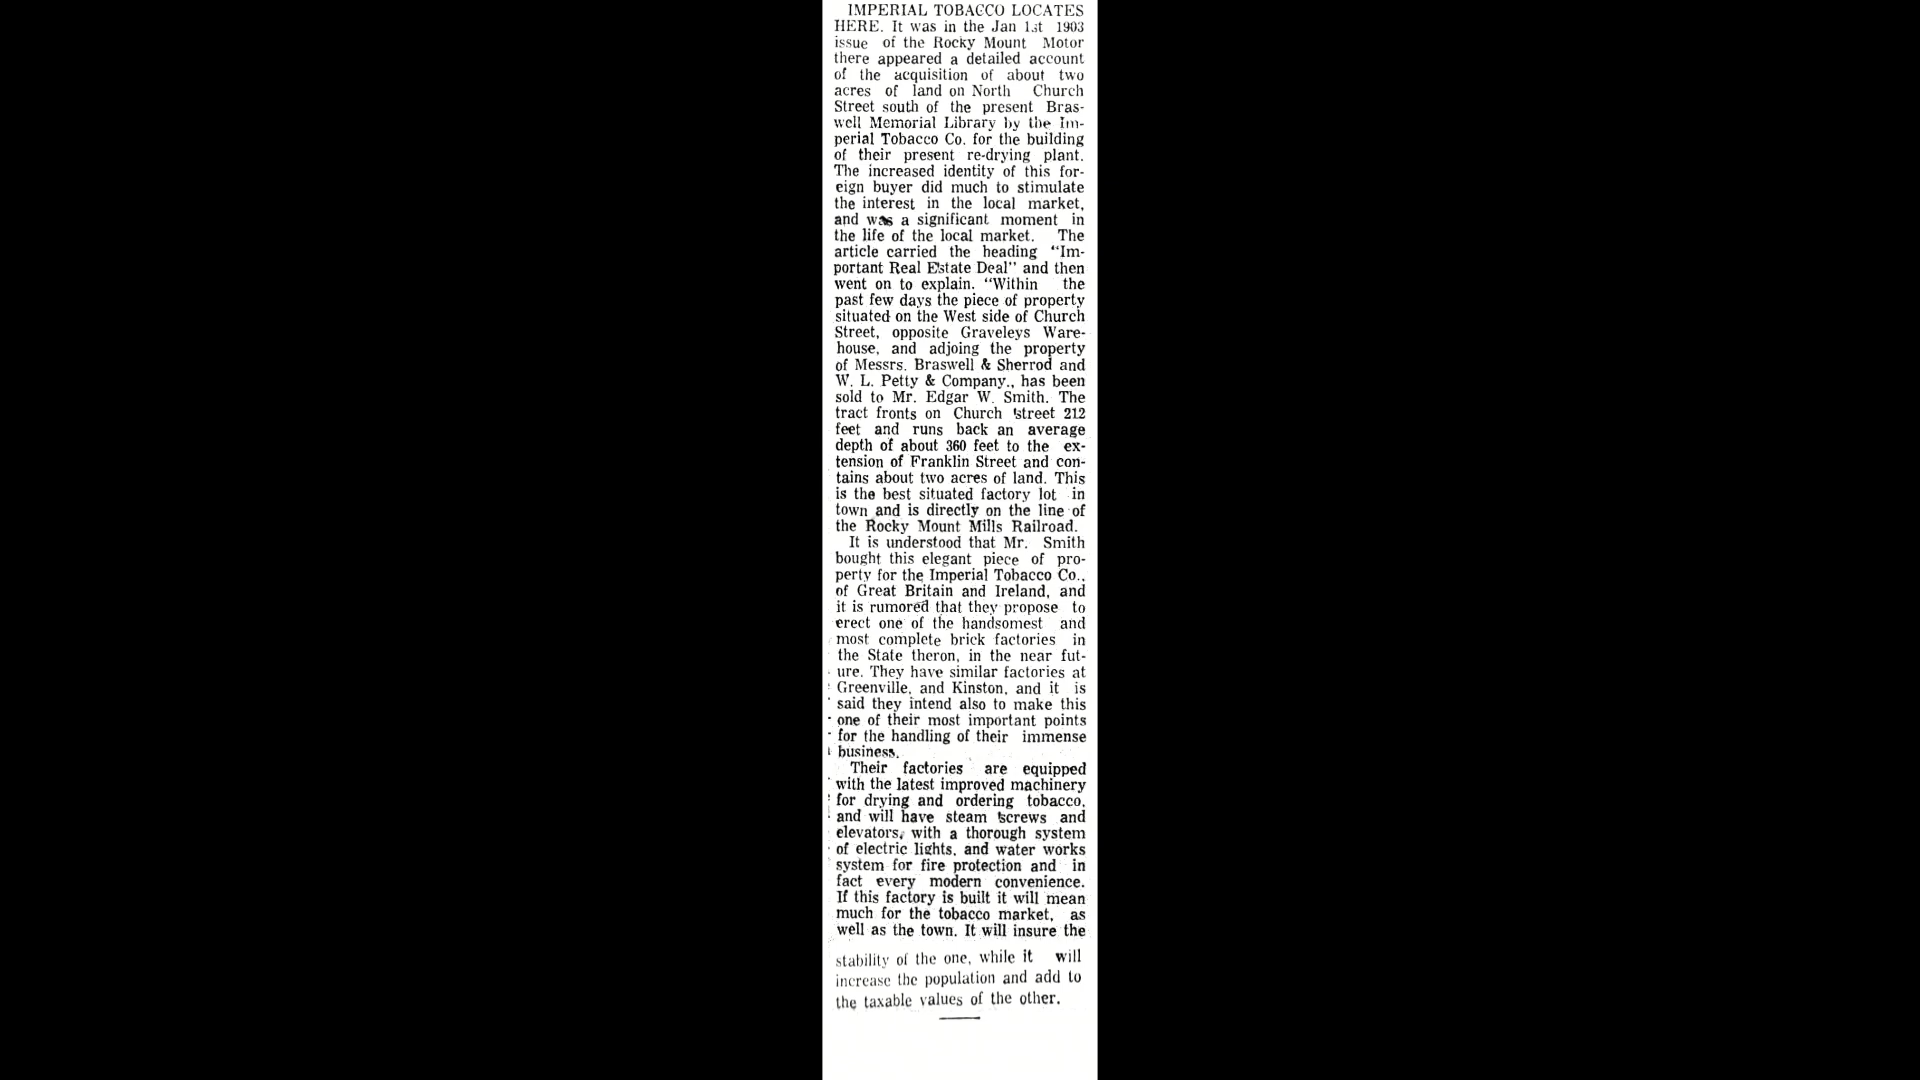 IMPERIAL TOBACCO LOCATES
HERE. It was in the Jan 1st 1903
issue of the Rocky Mount Motor
there appeared a detailed account
of the acquisition of about two
acres of land on North Church
Street south of the present Bras-
well Memorial Library by the Im-
perial Tobacco Co. for the building
of their present re-drying plant.
The increased identity of this for-
eign buyer did much to stimulate
the interest in the local market,
and was a significant moment in
the life of the local market. The
article carried the heading "Im-
portant Real Estate Deal" and then
went on to explain. "Within the
past few days the piece of property
situated on the West side of Church
Street, opposite Graveleys Ware-
house, and adjoing the property
of Messrs. Braswell & Sherrod and
W. L. Petty & Company., has been
sold to Mr. Edgar W. Smith. The
tract fronts on Church Street 212
feet and runs back an average
depth of about 360 feet to the ex-
tension of Franklin Street and con-
tains about two acres of land. This
is the best situated factory lot in
town and is directly on the line of
the Rocky Mount Mills Railroad.
It is understood that Mr. Smith
bought this elegant piece of pro-
perty for the Imperial Tobacco Co.,
of Great Britain and Ireland, and
it is rumored that they propose to
erect one of the handsomest and
most complete brick factories in
the State theron, in the near fut-
ure. They have similar factories at
Greenville, and Kinston, and it is
said they intend also to make this
one of their most important points
for the handling of their immense
business.
Their factories are equipped
with the latest improved machinery
for drying and ordering tobacco,
and will have steam screws and
elevators, with a thorough system
of electric lights, and water works
system for fire protection and in
fact every modern convenience.
If this factory is built it will mean
much for the tobacco market, as
well as the town. It will insure the
stability of the one, while it will
increase the population and add to
the taxable values of the other.